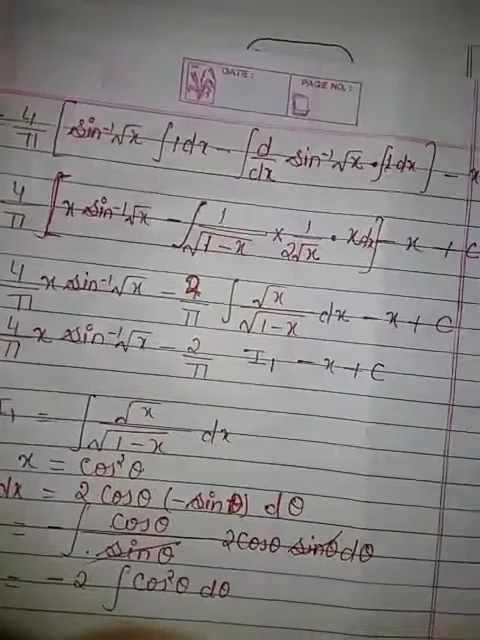 DATE :
PAGE NO. :
= 4/π [ sin⁻¹√x ∫1dx - ∫ d/dx sin⁻¹√x • ∫1dx ] - x
4/π [ x sin⁻¹√x - ∫ 1/√(1-x) × 1/(2√x) • x dx ] - x + c
4/π x sin⁻¹√x - 2/π ∫ √x/√(1-x) dx - x + c
4/π x sin⁻¹√x - 2/π I₁ - x + c
I₁ = ∫ √x/√(1-x) dx
x = cos²θ
dx = 2 cosθ (-sinθ) dθ
= - ∫ cosθ/sinθ 2cosθ sinθ dθ
= -2 ∫ cos²θ dθ